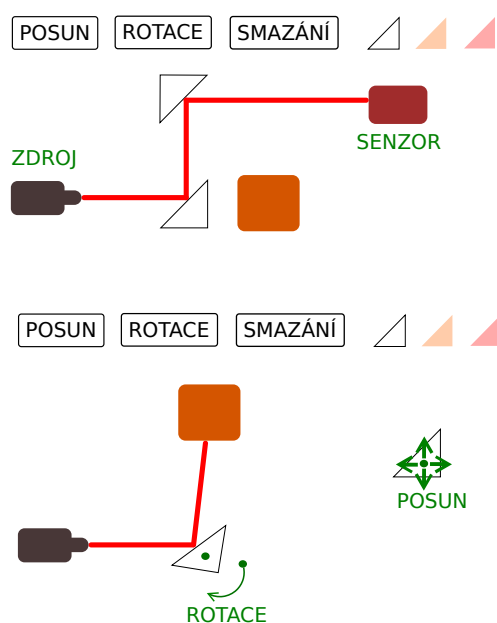 POSUN ROTACE SMAZÁNÍ
SENZOR
ZDROJ
POSUN ROTACE SMAZÁNÍ
POSUN
ROTACE